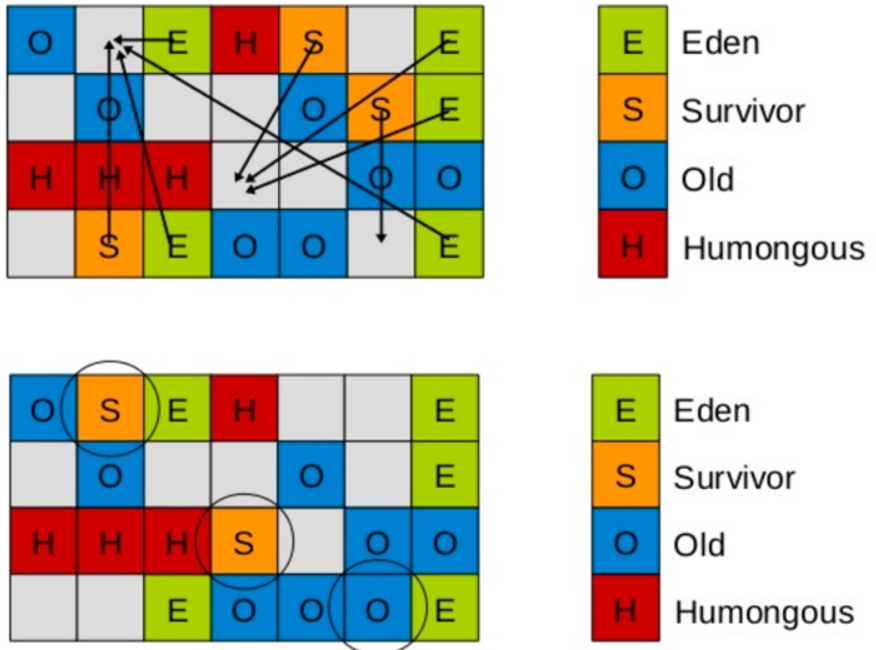 O E H S E E Eden
O O S E S Survivor
H H H O O O Old
S E O O E H Humongous
O S E H E E Eden
O O E S Survivor
H H H S O O O Old
E O O O E H Humongous